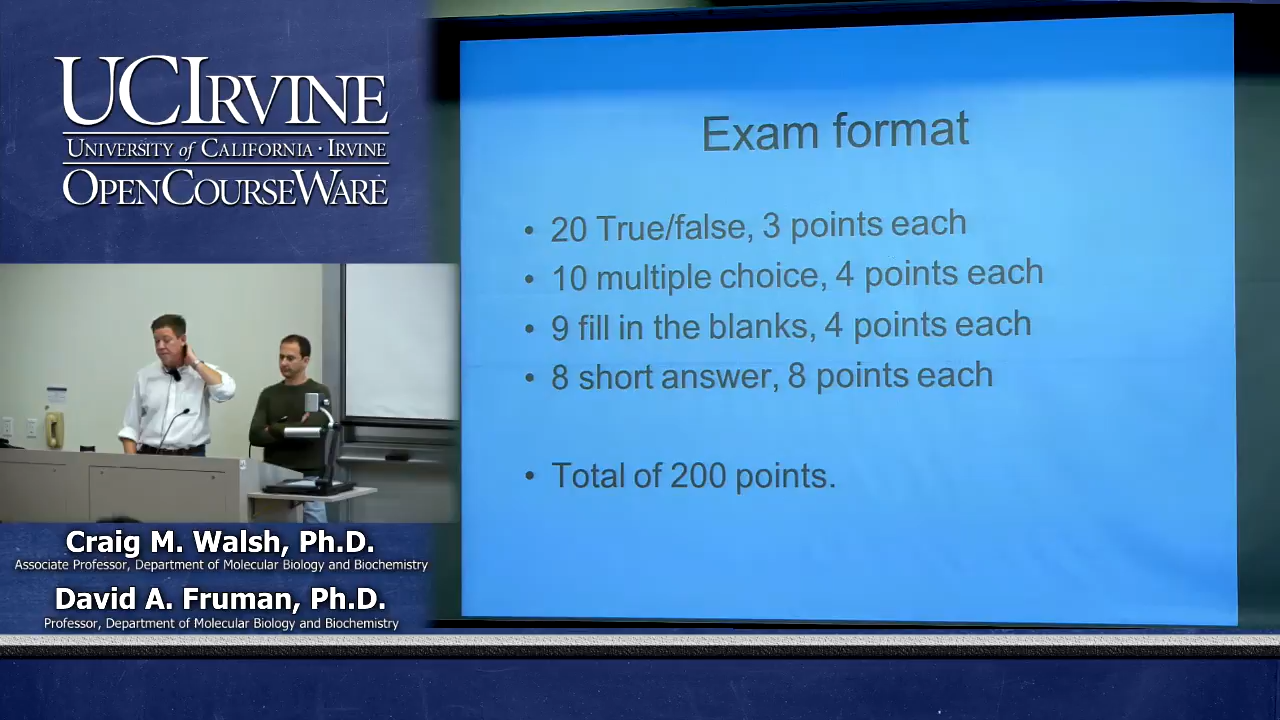 UCIRVINE
UNIVERSITY of CALIFORNIA · IRVINE
OPENCOURSEWARE
Exam format
• 20 True/false, 3 points each
• 10 multiple choice, 4 points each
• 9 fill in the blanks, 4 points each
• 8 short answer, 8 points each
• Total of 200 points.
Craig M. Walsh, Ph.D.
Associate Professor, Department of Molecular Biology and Biochemistry
David A. Fruman, Ph.D.
Professor, Department of Molecular Biology and Biochemistry